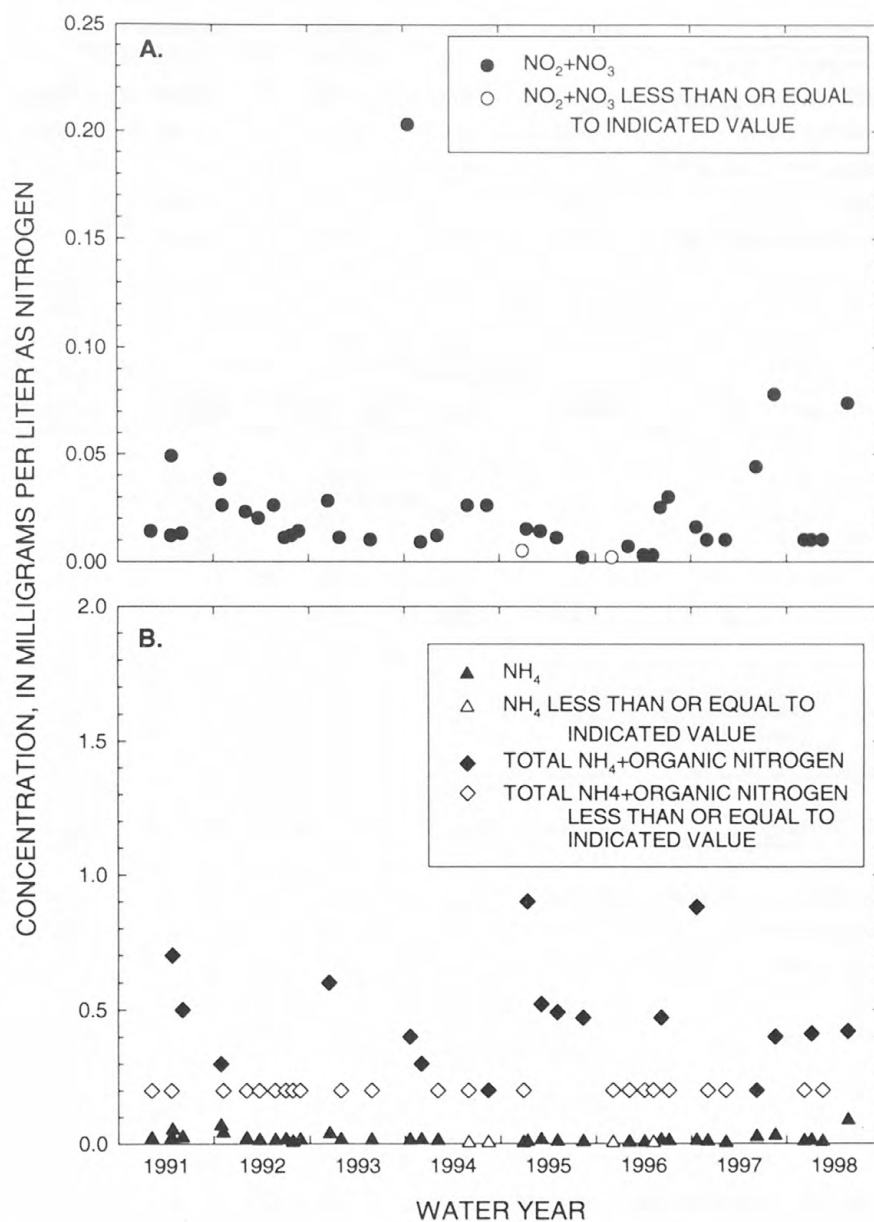 CONCENTRATION, IN MILLIGRAMS PER LITER AS NITROGEN
A.
0.25
0.20
0.15
0.10
0.05
0.00
NO2+NO3
NO2+NO3 LESS THAN OR EQUAL
TO INDICATED VALUE
B.
2.0
1.5
1.0
0.5
0.0
NH4
NH4 LESS THAN OR EQUAL TO
INDICATED VALUE
TOTAL NH4+ORGANIC NITROGEN
TOTAL NH4+ORGANIC NITROGEN
LESS THAN OR EQUAL TO
INDICATED VALUE
1991 1992 1993 1994 1995 1996 1997 1998
WATER YEAR